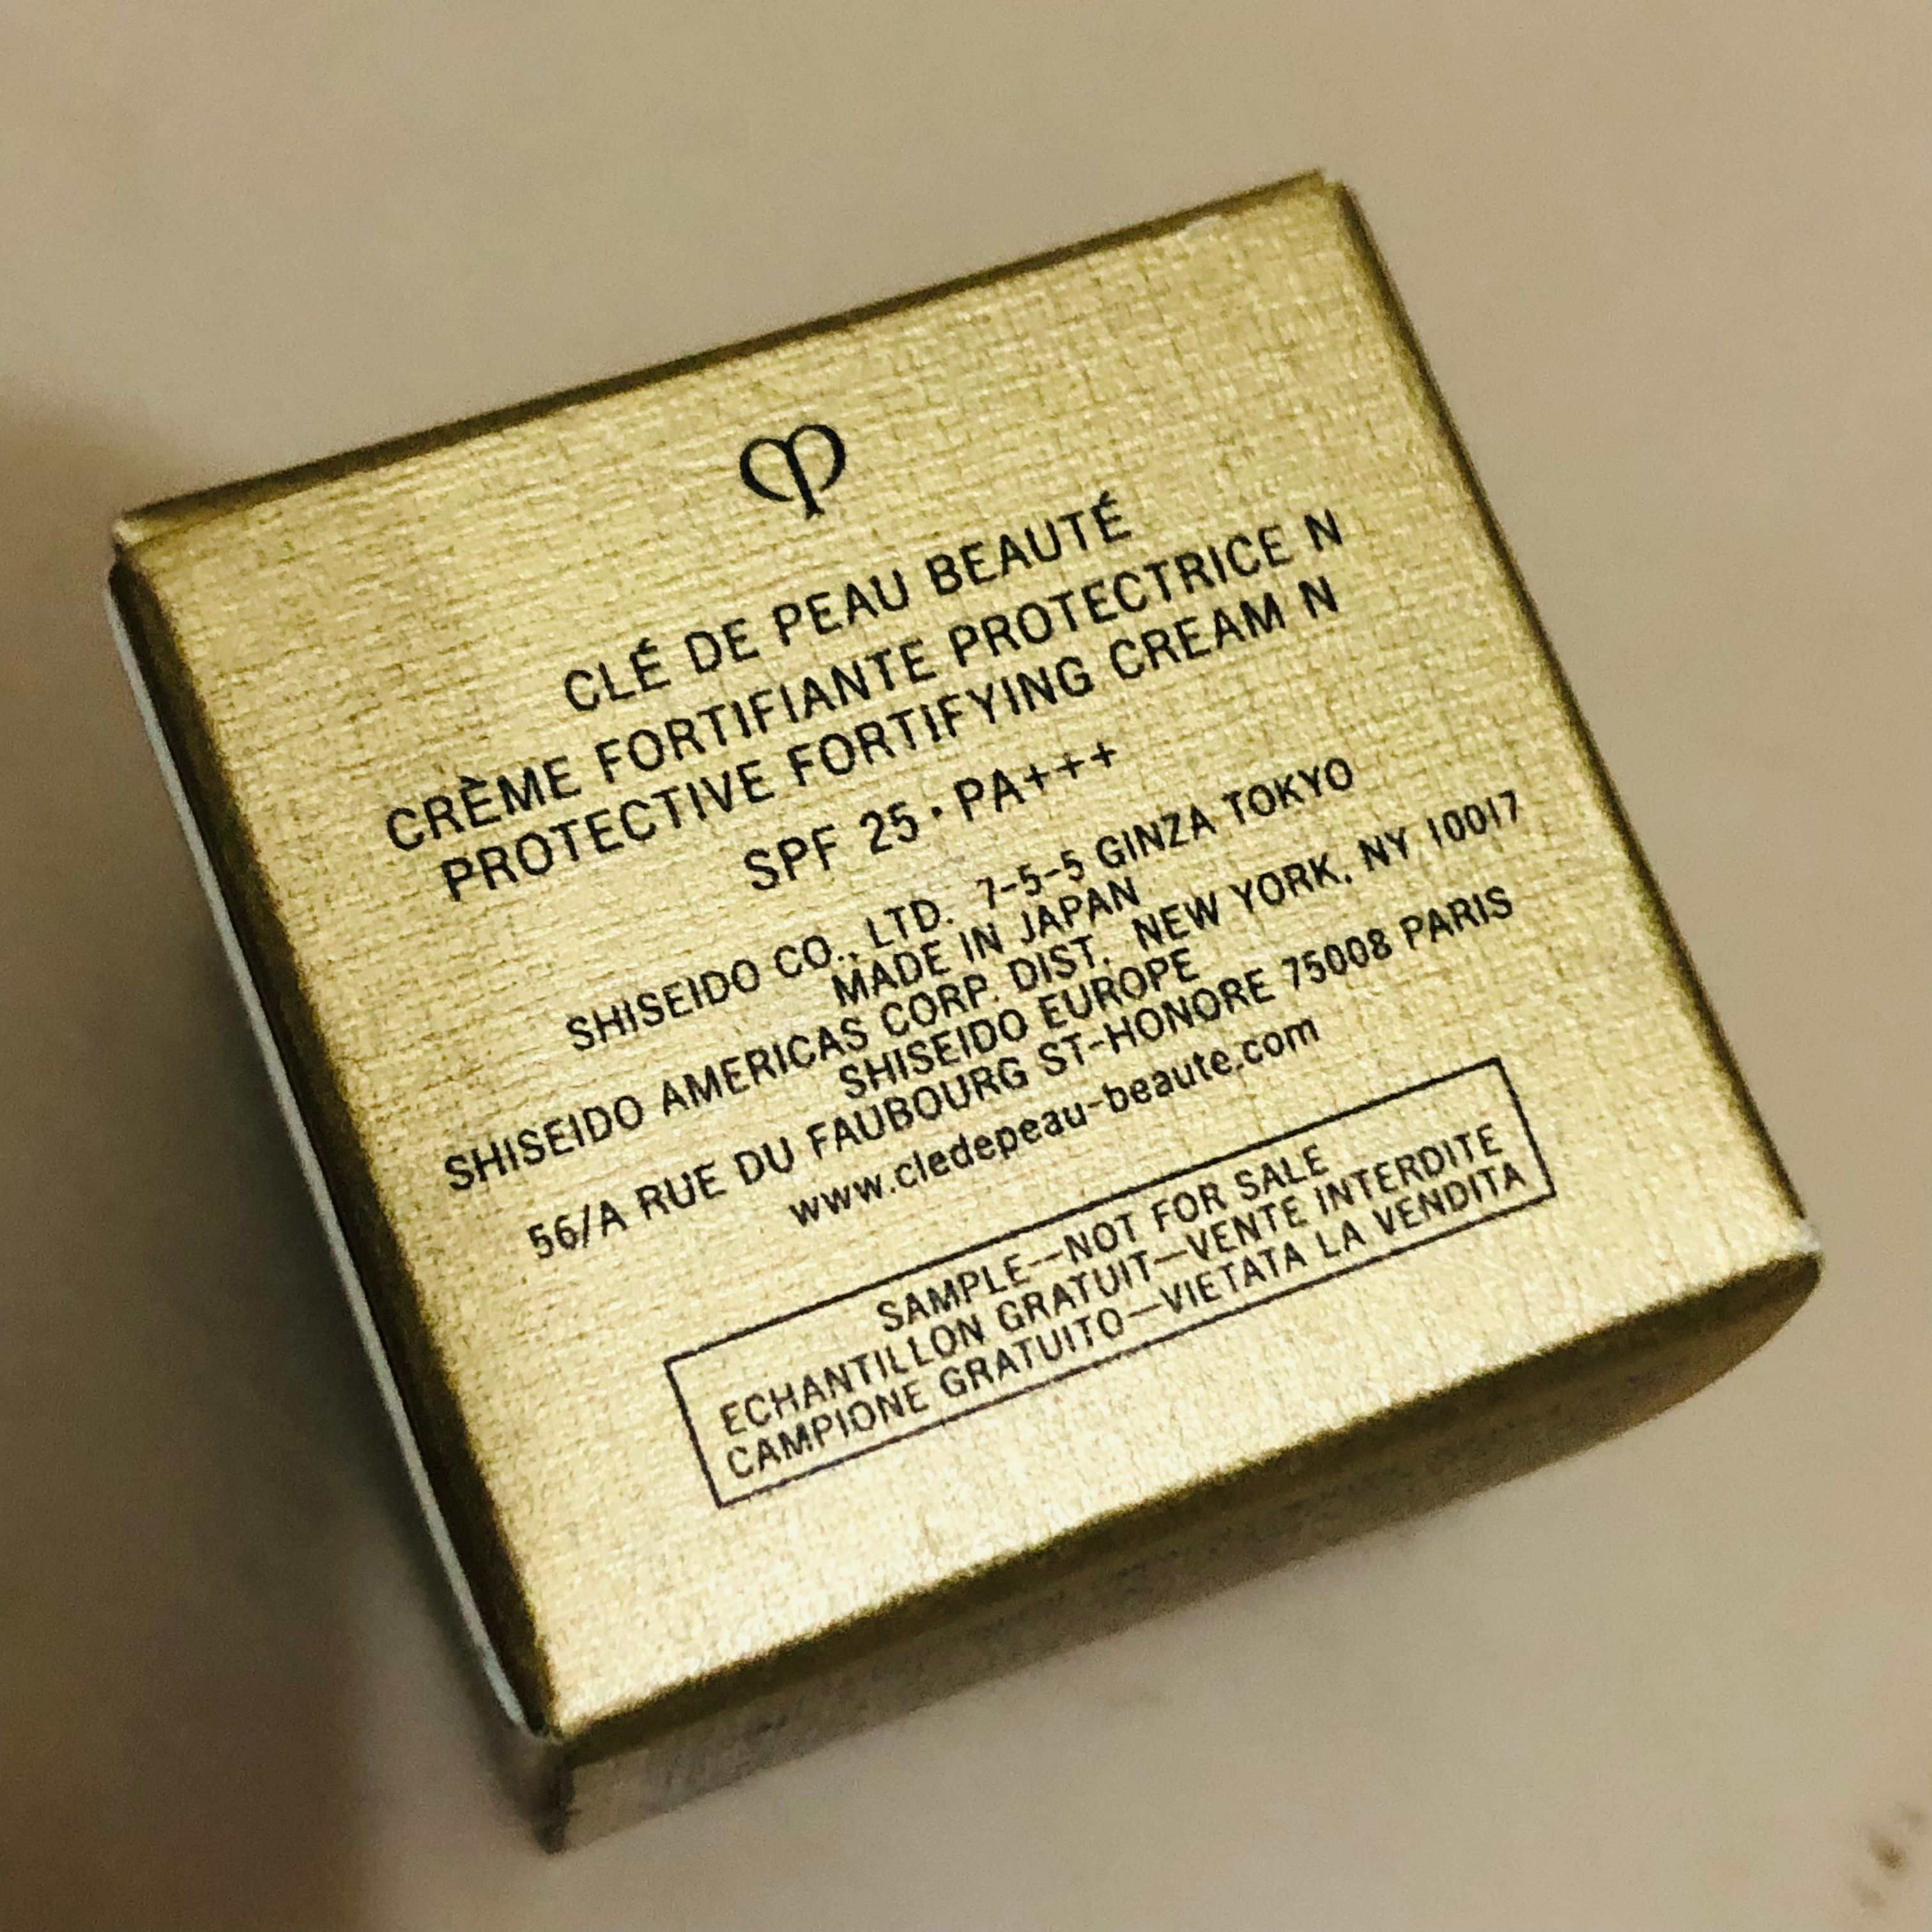 CLÉ DE PEAU BEAUTÉ
CRÈME FORTIFIANTE PROTECTRICE N
PROTECTIVE FORTIFYING CREAM N
SPF 25・PA+++
SHISEIDO CO., LTD. 7-5-5 GINZA TOKYO
MADE IN JAPAN
SHISEIDO AMERICAS CORP. DIST. NEW YORK, NY 10017
SHISEIDO EUROPE
56/A RUE DU FAUBOURG ST-HONORE 75008 PARIS
www.cledepeau-beaute.com
SAMPLE—NOT FOR SALE
ECHANTILLON GRATUIT—VENTE INTERDITE
CAMPIONE GRATUITO—VIETATA LA VENDITA